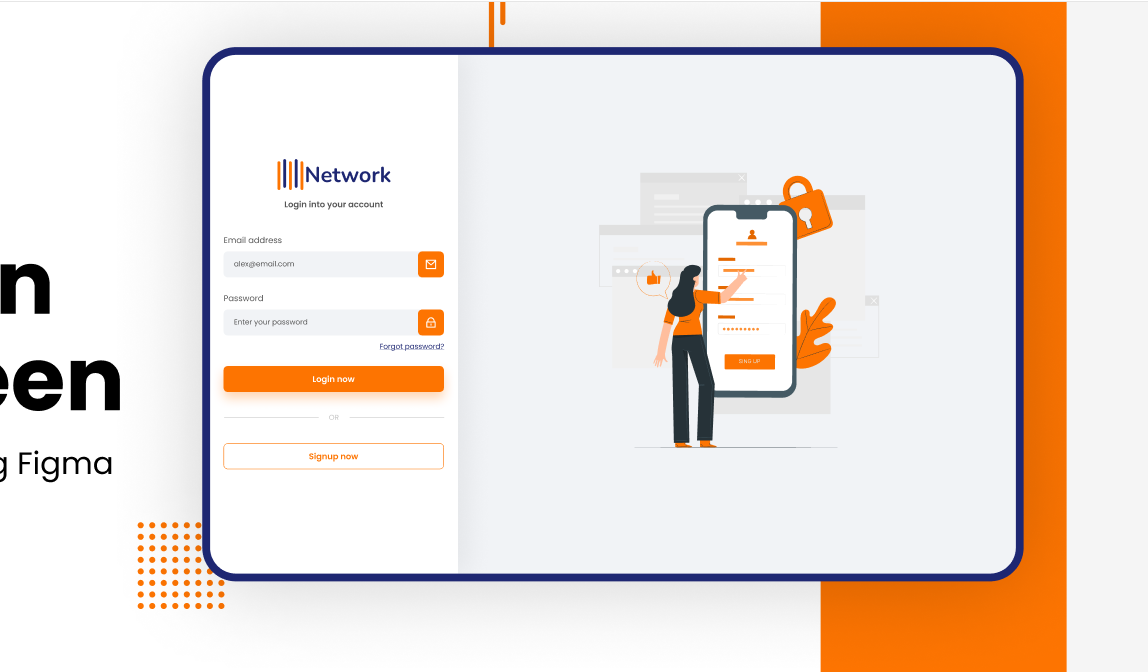 n
een
g Figma
Network
Login into your account
Email address
alex@email.com
Password
Enter your password
Forgot password?
Login now
OR
Signup now
SING UP